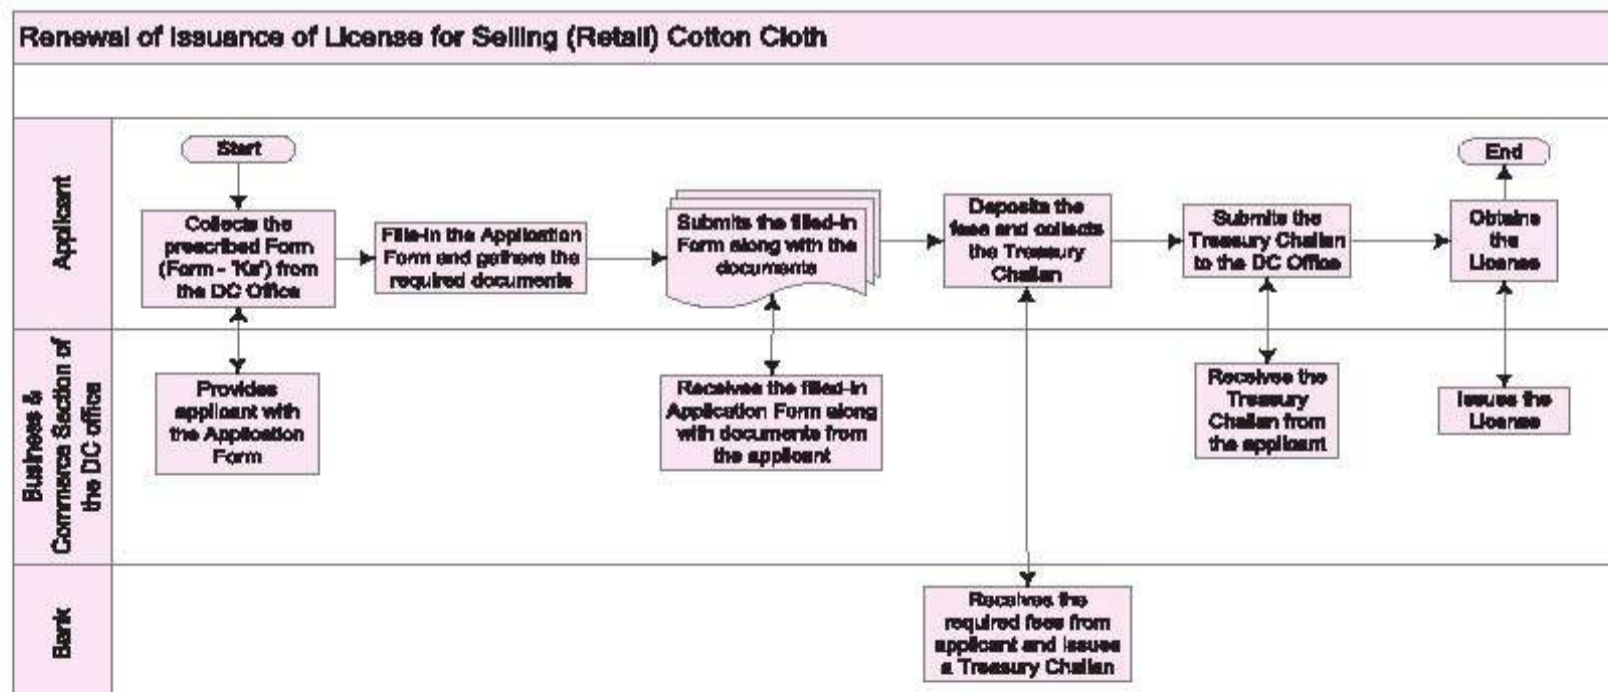 Renewal of Issuance of License for Selling (Retail) Cotton Cloth
Applicant
Start
Collects the
prescribed Form
(Form - 'Ka') from
the DC Office
Fills-in the Application
Form and gathers the
required documents
Submits the filled-in
Form along with the
documents
Deposits the
fees and collects
the Treasury
Challan
Submits the
Treasury Challan
to the DC Office
End
Obtains
the
License
Business &
Commerce Section of
the DC office
Provides
applicant with
the Application
Form
Receives the filled-in
Application Form along
with documents from
the applicant
Receives the
Treasury
Challan from
the applicant
Issues the
License
Bank
Receives the
required fees from
applicant and issues
a Treasury Challan